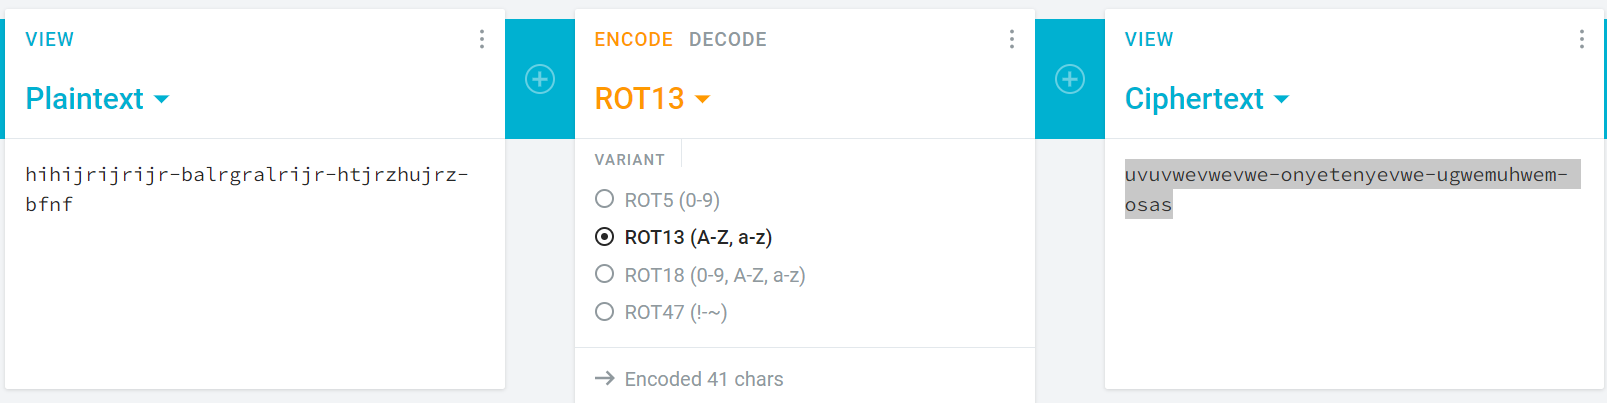 VIEW
Plaintext
hihijrijrijr-balrgralrijr-htjrzhujrz-
bfnf
ENCODE DECODE
ROT13
VARIANT
ROT5 (0-9)
ROT13 (A-Z, a-z)
ROT18 (0-9, A-Z, a-z)
ROT47 (!-~)
→ Encoded 41 chars
VIEW
Ciphertext
uvuvwevwevwe-onyetenyevwe-ugwemuhwem-
osas